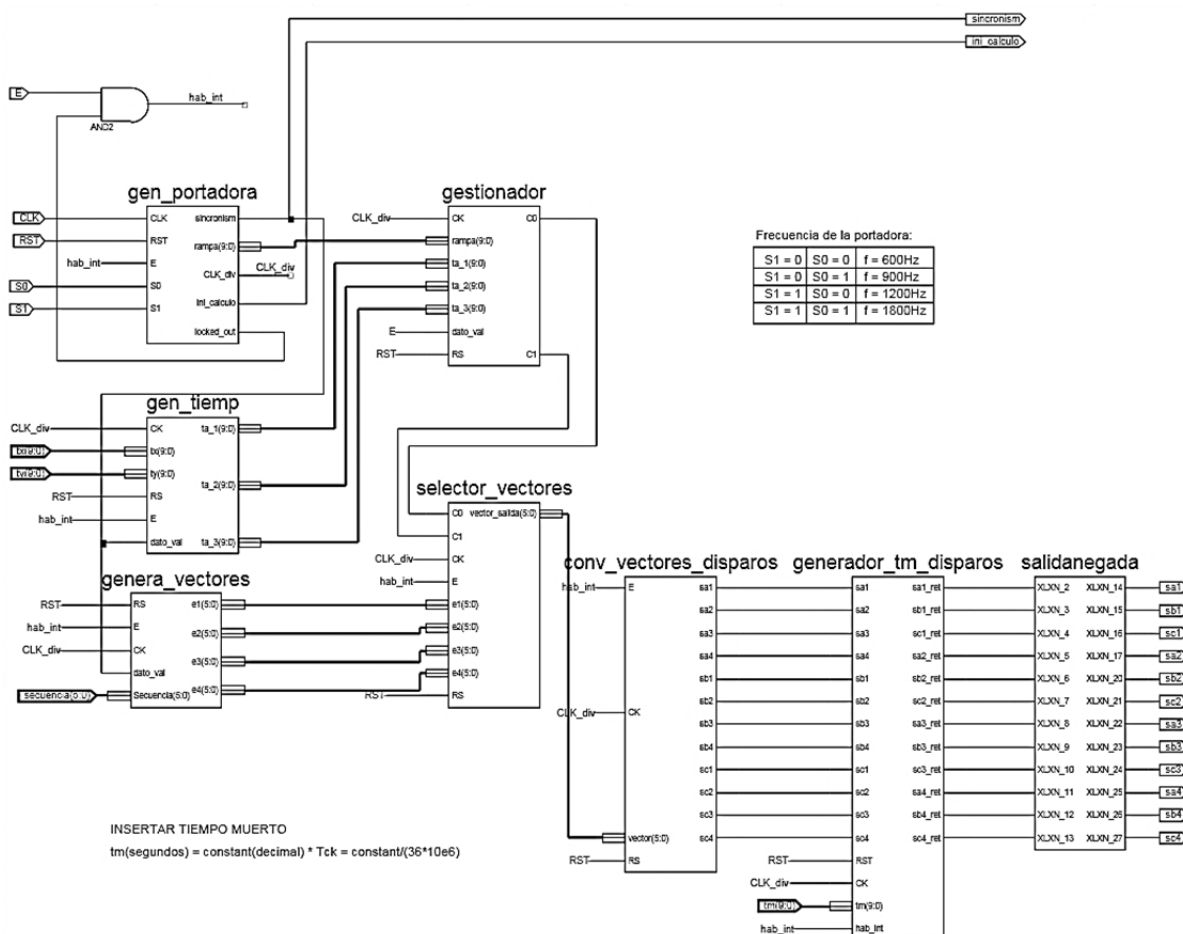 sincronism
ini_calculo
E
hab_int
AND2
gen_portadora
CLK
CLK
sincronism
RST
RST
rampa(9:0)
hab_int
E
CLK_div
CLK_div
S0
S0
ini_calculo
S1
S1
locked_out
gestionador
CLK_div
CK
C0
rampa(9:0)
ta_1(9:0)
ta_2(9:0)
ta_3(9:0)
E
dato_val
RST
RS
C1
Frecuencia de la portadora:
S1 = 0 S0 = 0 f = 600Hz
S1 = 0 S0 = 1 f = 900Hz
S1 = 1 S0 = 0 f = 1200Hz
S1 = 1 S0 = 1 f = 1800Hz
gen_tiemp
CLK_div
CK
ta_1(9:0)
tx(9:0)
tx(9:0)
ty(9:0)
ty(9:0)
RST
RS
ta_2(9:0)
hab_int
E
dato_val
ta_3(9:0)
genera_vectores
RST
RS
e1(5:0)
hab_int
E
e2(5:0)
CLK_div
CK
e3(5:0)
dato_val
secuencia(5:0)
Secuencia(5:0)
e4(5:0)
selector_vectores
C0
vector_salida(5:0)
C1
CLK_div
CK
hab_int
E
e1(5:0)
e2(5:0)
e3(5:0)
e4(5:0)
RST
RS
conv_vectores_disparos
hab_int
E
sa1
sa2
sa3
sa4
sb1
sb2
CLK_div
CK
sb3
sb4
sc1
sc2
sc3
vector(5:0)
sc4
RST
RS
generador_tm_disparos
sa1 sa1_ret
sa2 sb1_ret
sa3 sc1_ret
sa4 sa2_ret
sb1 sb2_ret
sb2 sc2_ret
sb3 sa3_ret
sb4 sb3_ret
sc1 sc3_ret
sc2 sa4_ret
sc3 sb4_ret
sc4 sc4_ret
RST
RST
CLK_div
CK
tm(9:0)
tm(9:0)
hab_int
hab_int
salidanegada
XLXN_2 XLXN_14 sa1
XLXN_3 XLXN_15 sb1
XLXN_4 XLXN_16 sc1
XLXN_5 XLXN_17 sa2
XLXN_6 XLXN_20 sb2
XLXN_7 XLXN_21 sc2
XLXN_8 XLXN_22 sa3
XLXN_9 XLXN_23 sb3
XLXN_10 XLXN_24 sc3
XLXN_11 XLXN_25 sa4
XLXN_12 XLXN_26 sb4
XLXN_13 XLXN_27 sc4
INSERTAR TIEMPO MUERTO
tm(segundos) = constant(decimal) * Tck = constant/(36*10e6)